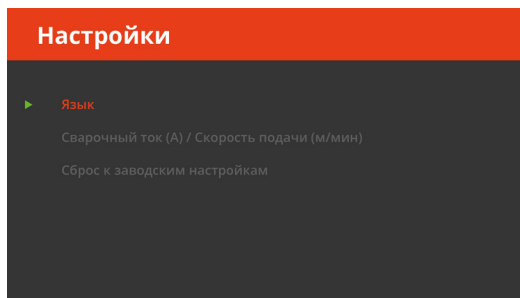 Настройки
Язык
Сварочный ток (А) / Скорость подачи (м/мин)
Сброс к заводским настройкам